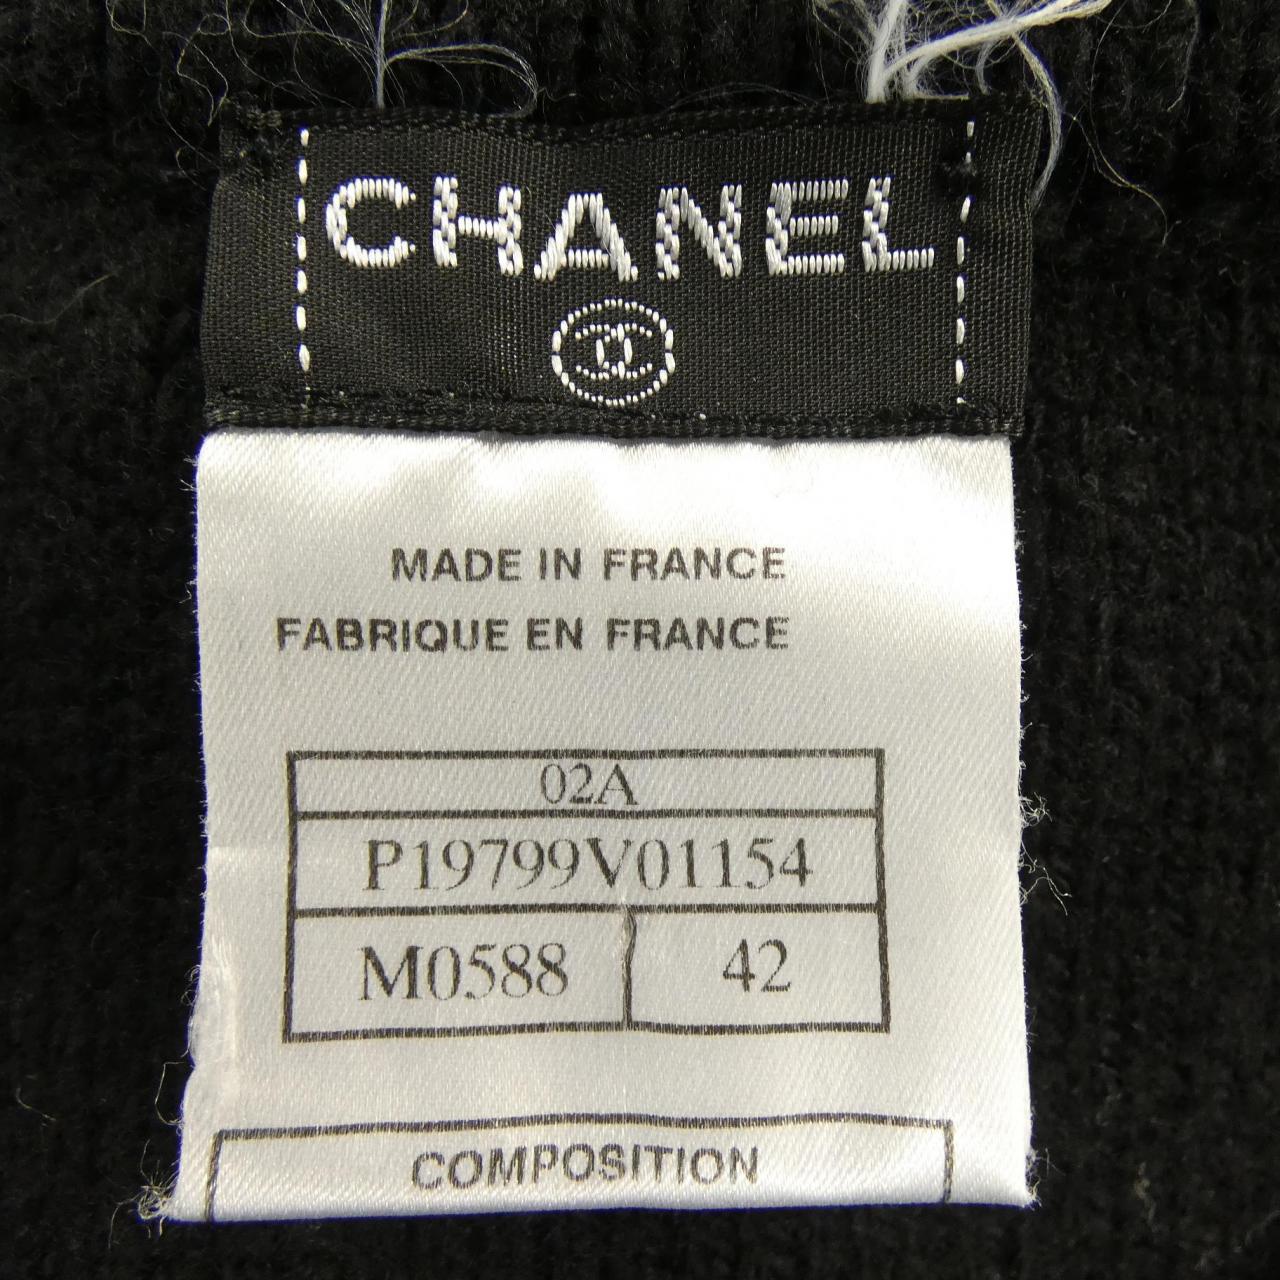 CHANEL
MADE IN FRANCE
FABRIQUE EN FRANCE
02A
P19799V01154
M0588 42
COMPOSITION